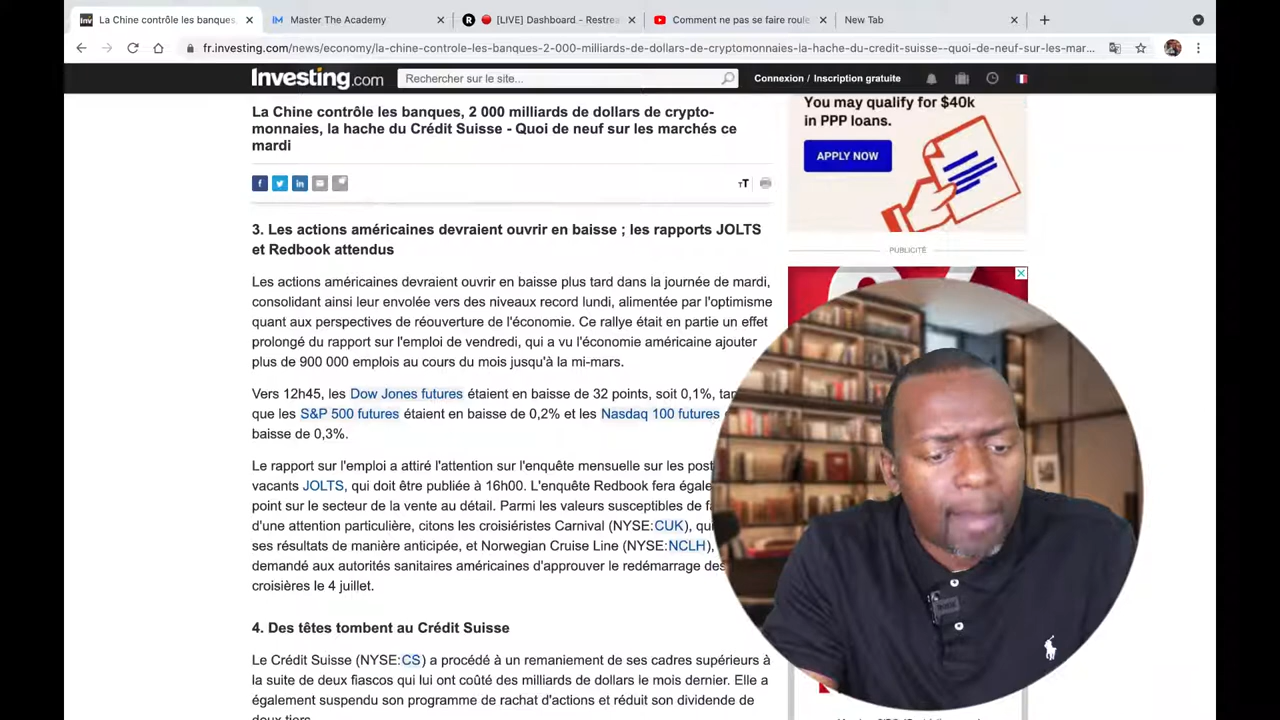 La Chine contrôle les banques,
Master The Academy
[LIVE] Dashboard - Restrea
Comment ne pas se faire roule
New Tab
fr.investing.com/news/economy/la-chine-controle-les-banques-2-000-milliards-de-dollars-de-cryptomonnaies-la-hache-du-credit-suisse--quoi-de-neuf-sur-les-mar...
Investing.com
Rechercher sur le site...
Connexion / Inscription gratuite
La Chine contrôle les banques, 2 000 milliards de dollars de crypto-
monnaies, la hache du Crédit Suisse - Quoi de neuf sur les marchés ce
mardi
3. Les actions américaines devraient ouvrir en baisse ; les rapports JOLTS
et Redbook attendus
Les actions américaines devraient ouvrir en baisse plus tard dans la journée de mardi,
consolidant ainsi leur envolée vers des niveaux record lundi, alimentée par l'optimisme
quant aux perspectives de réouverture de l'économie. Ce rallye était en partie un effet
prolongé du rapport sur l'emploi de vendredi, qui a vu l'économie américaine ajouter
plus de 900 000 emplois au cours du mois jusqu'à la mi-mars.
Vers 12h45, les Dow Jones futures étaient en baisse de 32 points, soit 0,1%,
que les S&P 500 futures étaient en baisse de 0,2% et les Nasdaq 100 futures
baisse de 0,3%.
Le rapport sur l'emploi a attiré l'attention sur l'enquête mensuelle sur les
vacants JOLTS, qui doit être publiée à 16h00. L'enquête Redbook fera
point sur le secteur de la vente au détail. Parmi les valeurs susceptibles de
d'une attention particulière, citons les croisiéristes Carnival (NYSE:CUK),
ses résultats de manière anticipée, et Norwegian Cruise Line (NYSE:NCLH),
demandé aux autorités sanitaires américaines d'approuver le redémarrage
croisières le 4 juillet.
4. Des têtes tombent au Crédit Suisse
Le Crédit Suisse (NYSE:CS) a procédé à un remaniement de ses cadres supérieurs à
la suite de deux fiascos qui lui ont coûté des milliards de dollars le mois dernier. Elle a
également suspendu son programme de rachat d'actions et réduit son dividende de
deux tiers.
You may qualify for $40k
in PPP loans.
APPLY NOW
PUBLICITÉ